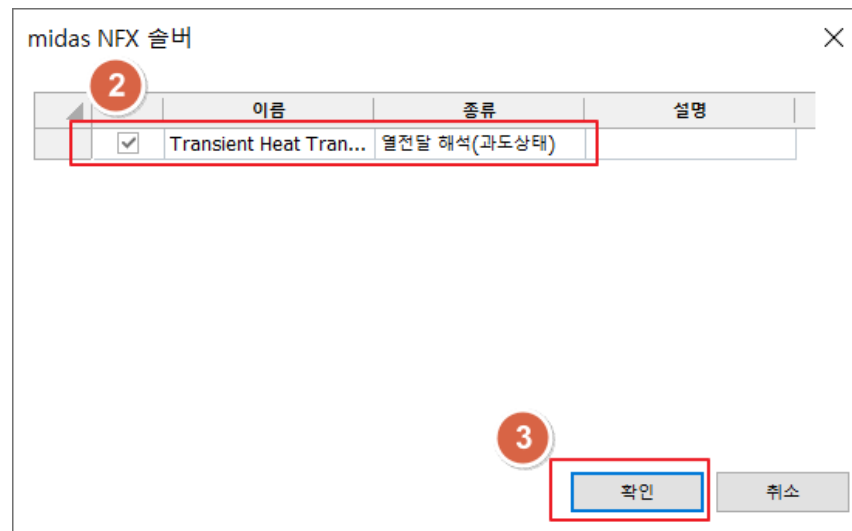 midas NFX 솔버
2
이름 종류 설명
Transient Heat Tran... 열전달 해석(과도상태)
3
확인 취소